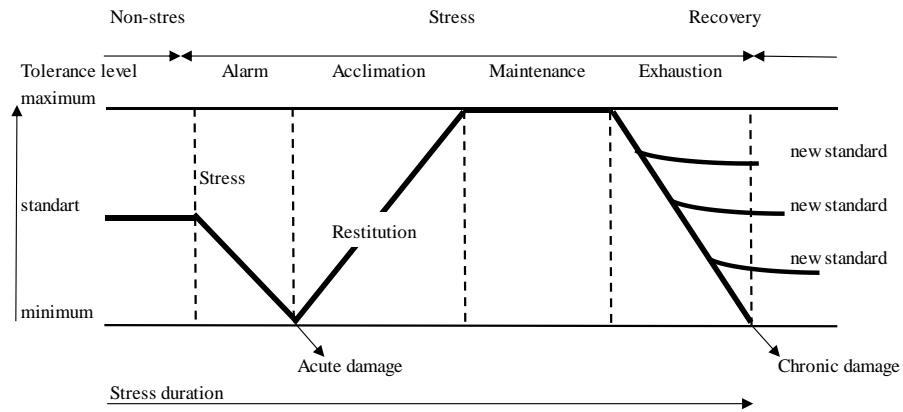 Non-stres Stress Recovery
Tolerance level Alarm Acclimation Maintenance Exhaustion
maximum
new standard
Stress
standart new standard
Restitution
new standard
minimum
Acute damage Chronic damage
Stress duration